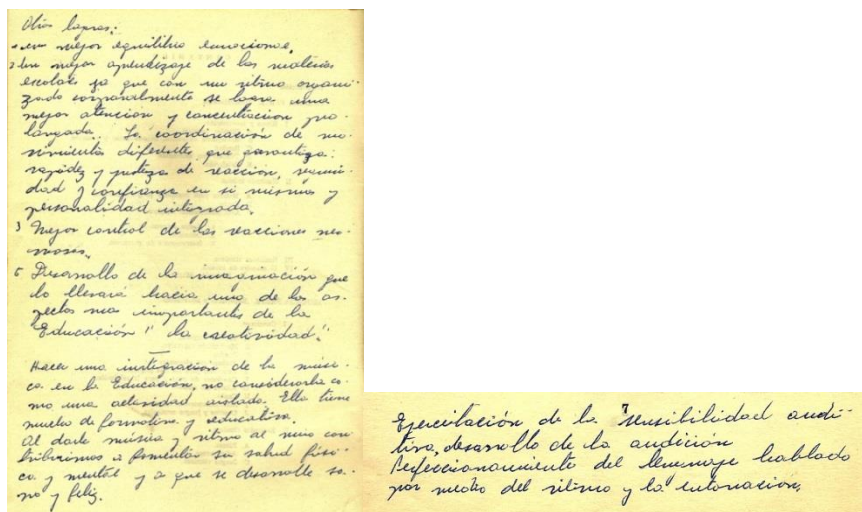 Otros logros:
un mejor equilibrio emocional.
2 Un mejor aprendizaje de las materias
escolares ya que con un ritmo organi-
zado corporalmente se logra una
mejor atención y concentración pro-
longada. La coordinación de mo-
vimientos diferentes que garantiza:
rapidez y justeza de reacción, seguri-
dad y confianza en si mismo y
personalidad integrada.
3 Mejor control de las reacciones ner-
viosas.
5 Desarrollo de la imaginación que
lo llevará hacia uno de los as-
pectos mas importantes de la
Educación "la creatividad".
Hacer una integración de la músi-
ca en la Educación, no considerarla co-
mo una actividad aislada. Ella tiene
mucho de formativa y educativa.
Al darle música y ritmo al niño con
tribuimos a fomentar su salud físi-
ca y mental y a que se desarrolle sa-
no y feliz.
Ejercitación de la sensibilidad audi-
tiva, desarrollo de la audición
Perfeccionamiento del lenguaje hablado
por medio del ritmo y la entonación.